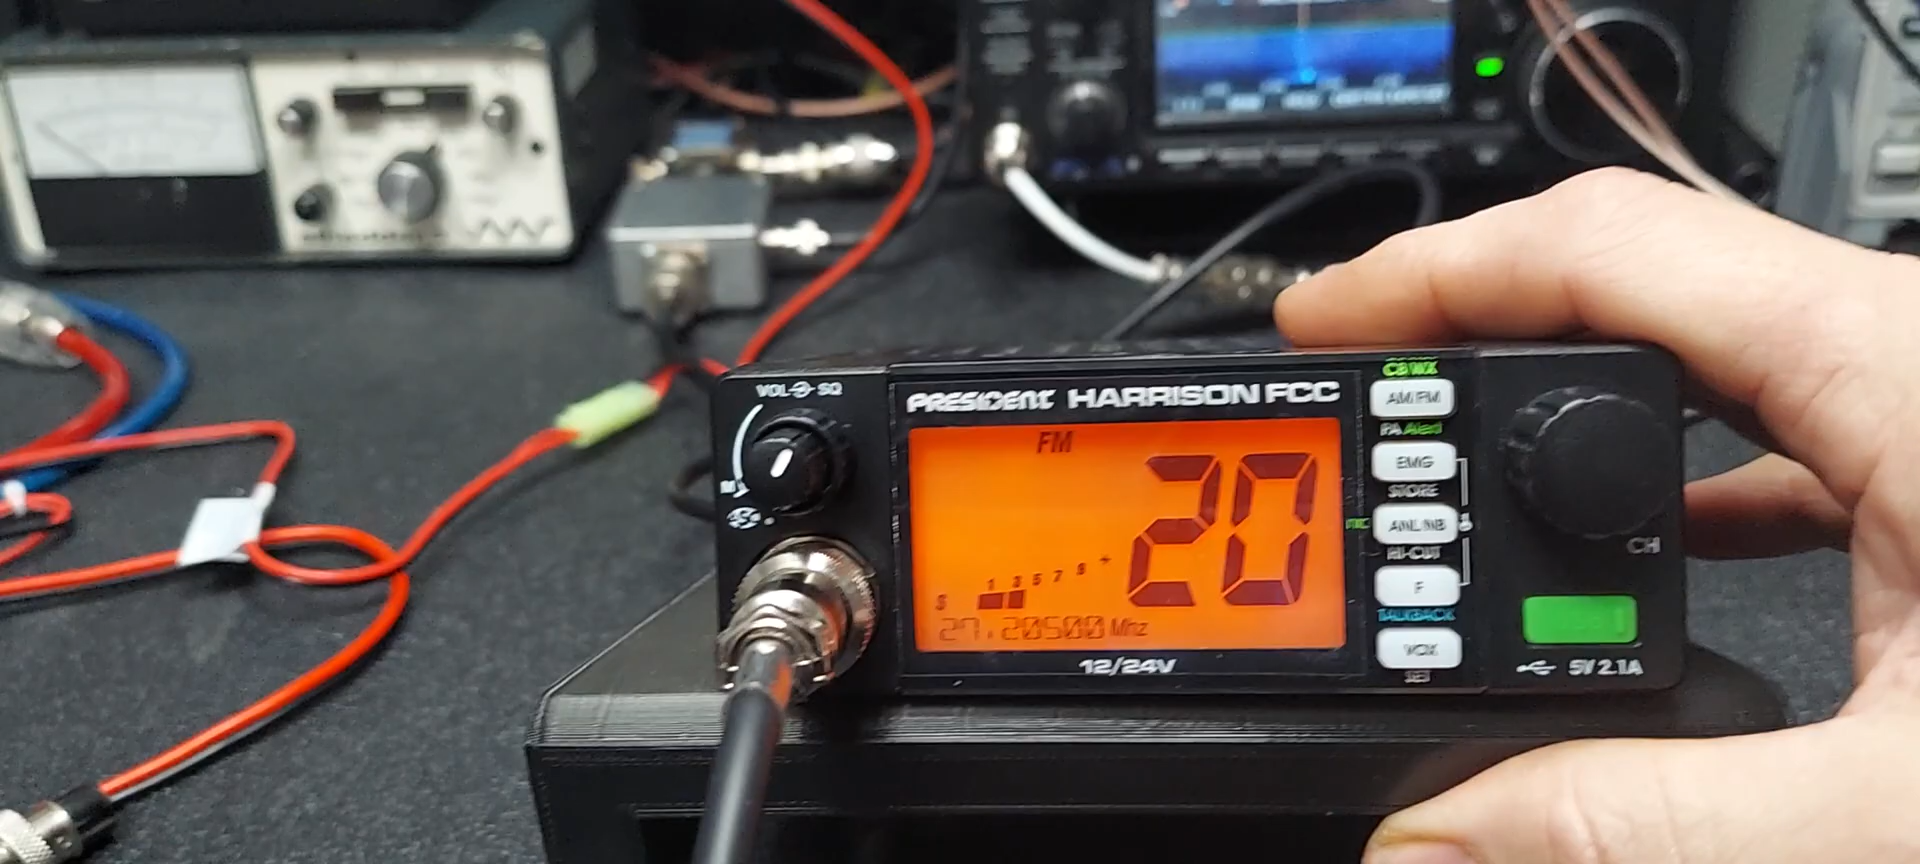 VOL SQ
M
PRESIDENT HARRISON FCC
FM
20
1 3 5 7 9 +
S
27.20500 Mhz
12/24V
CB WX
AM/FM
PA Alert
EMG
STORE
ANL/NB
HI-CUT
F
TALKBACK
VOX
SET
CH
5V 2.1A